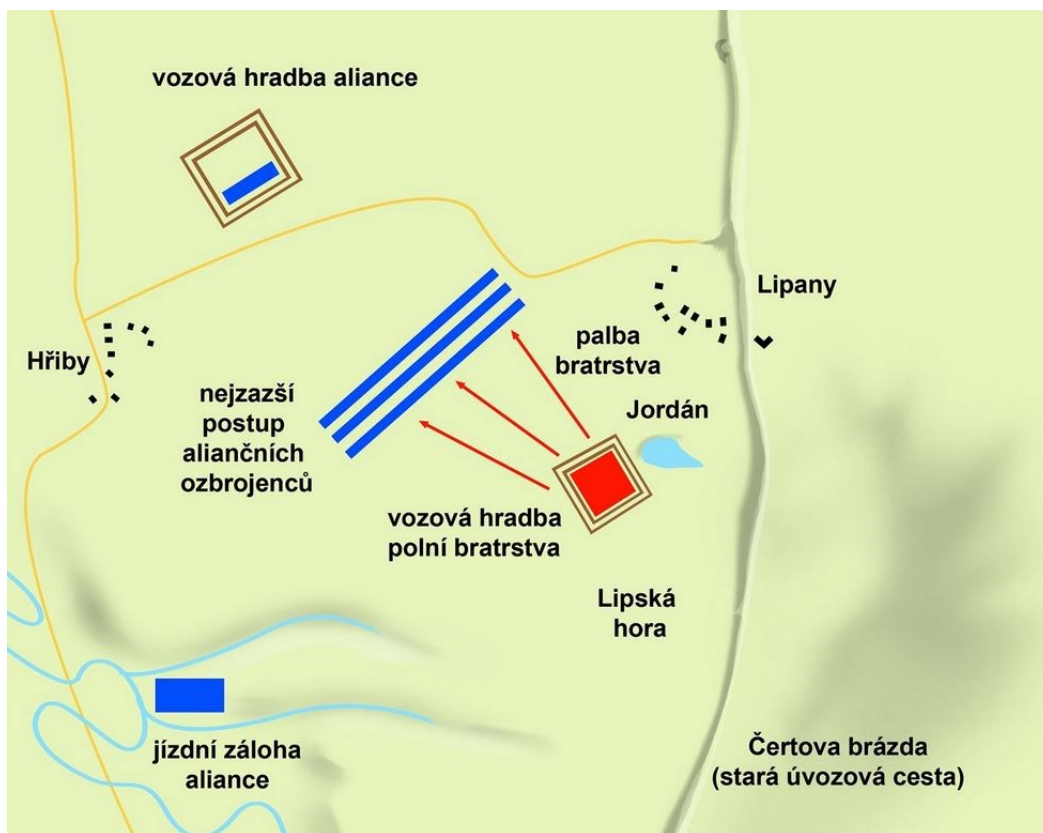 vozová hradba aliance
Lipany
palba
bratrstva
Hřiby
nejzazší
postup
aliančních
ozbrojenců
Jordán
vozová hradba
polní bratrstva
Lipská
hora
jízdní záloha
aliance
Čertova brázda
(stará úvozová cesta)